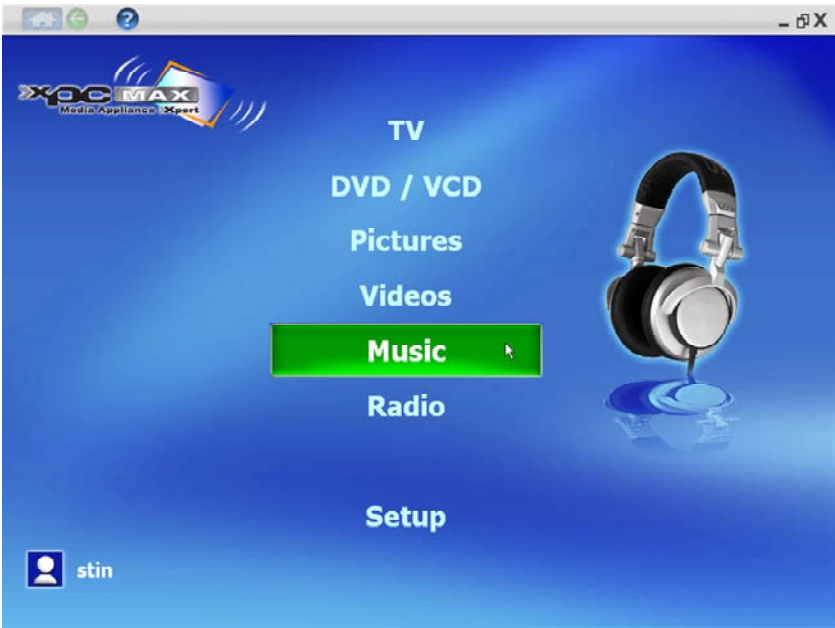 XPC MAX
Media Appliance Xpert
TV
DVD / VCD
Pictures
Videos
Music
Radio
Setup
stin